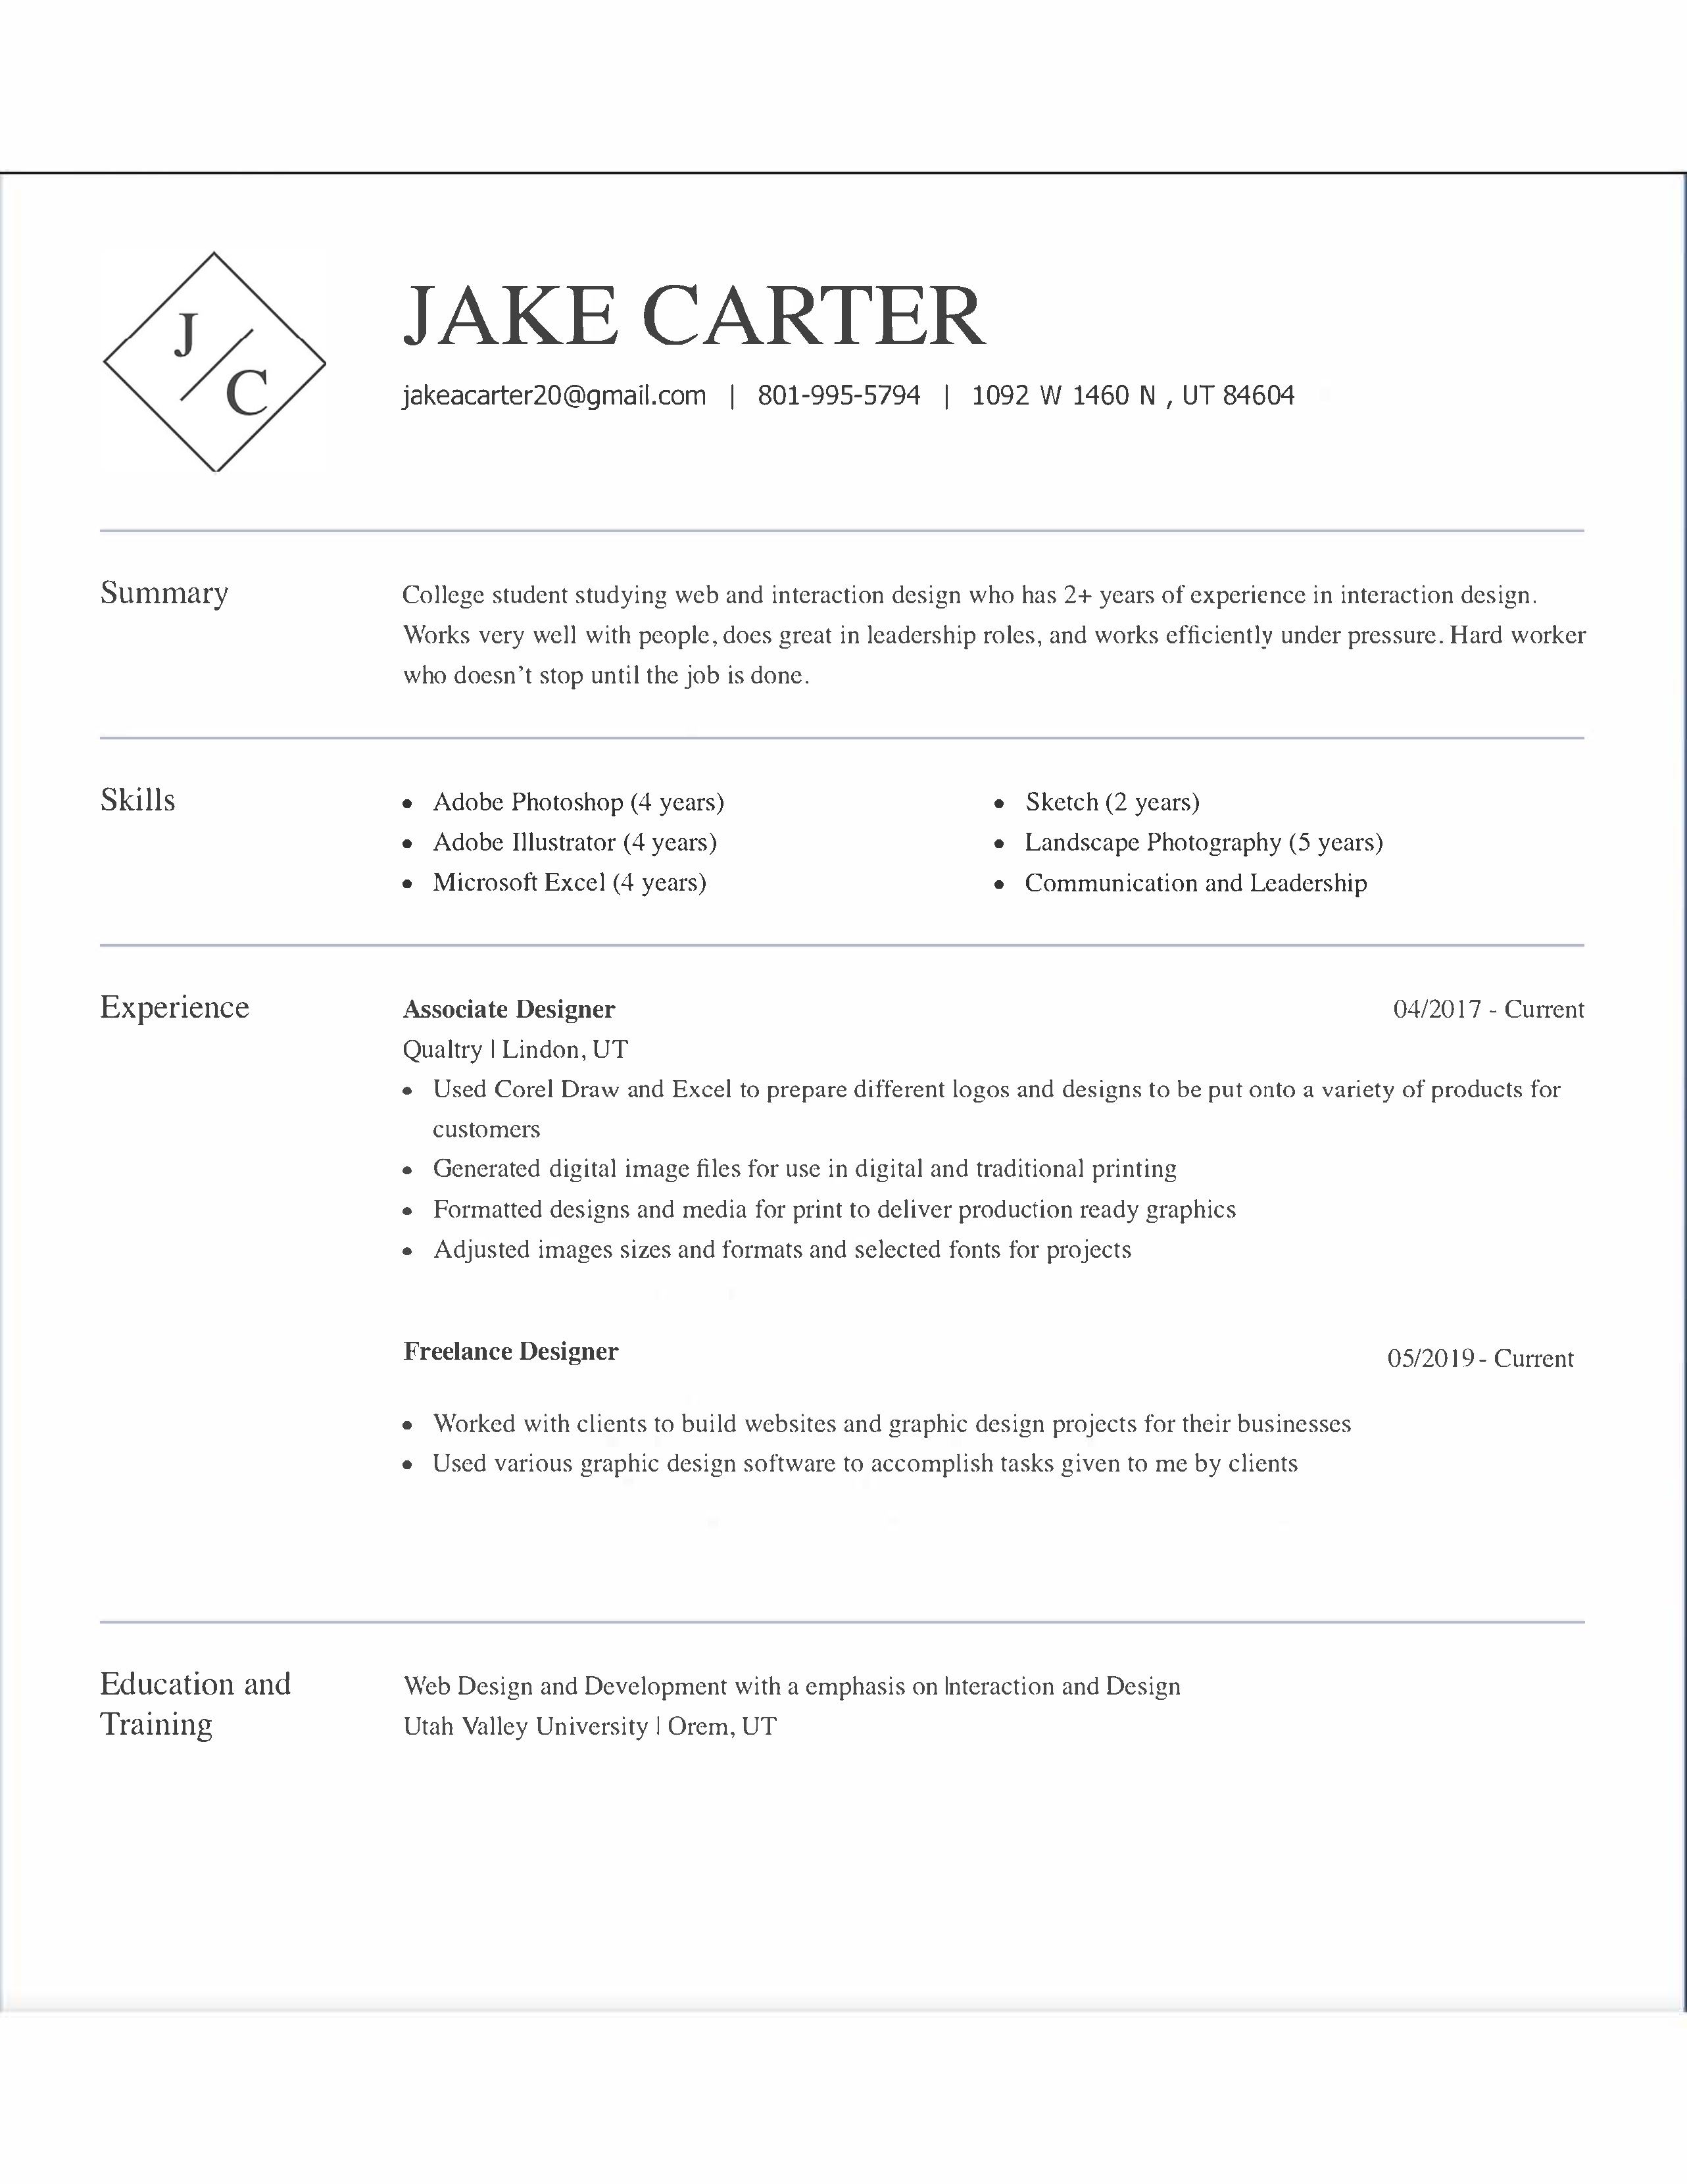 J
C
JAKE CARTER
jakeacarter20@gmail.com | 801-995-5794 | 1092 W 1460 N , UT 84604
Summary
College student studying web and interaction design who has 2+ years of experience in interaction design.
Works very well with people, does great in leadership roles, and works efficiently under pressure. Hard worker
who doesn't stop until the job is done.
Skills
• Adobe Photoshop (4 years)
• Adobe Illustrator (4 years)
• Microsoft Excel (4 years)
• Sketch (2 years)
• Landscape Photography (5 years)
• Communication and Leadership
Experience
Associate Designer 04/2017 - Current
Qualtry | Lindon, UT
• Used Corel Draw and Excel to prepare different logos and designs to be put onto a variety of products for
customers
• Generated digital image files for use in digital and traditional printing
• Formatted designs and media for print to deliver production ready graphics
• Adjusted images sizes and formats and selected fonts for projects
Freelance Designer 05/2019 - Current
• Worked with clients to build websites and graphic design projects for their businesses
• Used various graphic design software to accomplish tasks given to me by clients
Education and
Training
Web Design and Development with a emphasis on Interaction and Design
Utah Valley University | Orem, UT